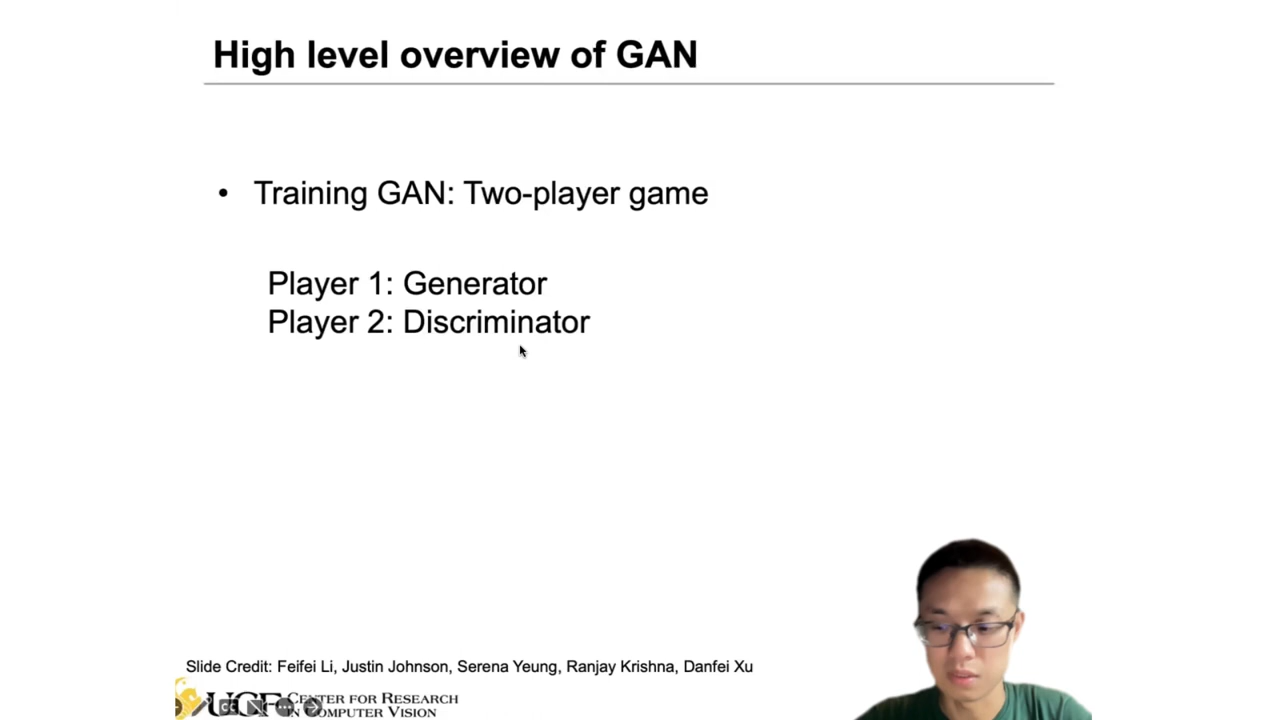 High level overview of GAN
• Training GAN: Two-player game
Player 1: Generator
Player 2: Discriminator
Slide Credit: Feifei Li, Justin Johnson, Serena Yeung, Ranjay Krishna, Danfei Xu
UCF CENTER FOR RESEARCH
IN COMPUTER VISION